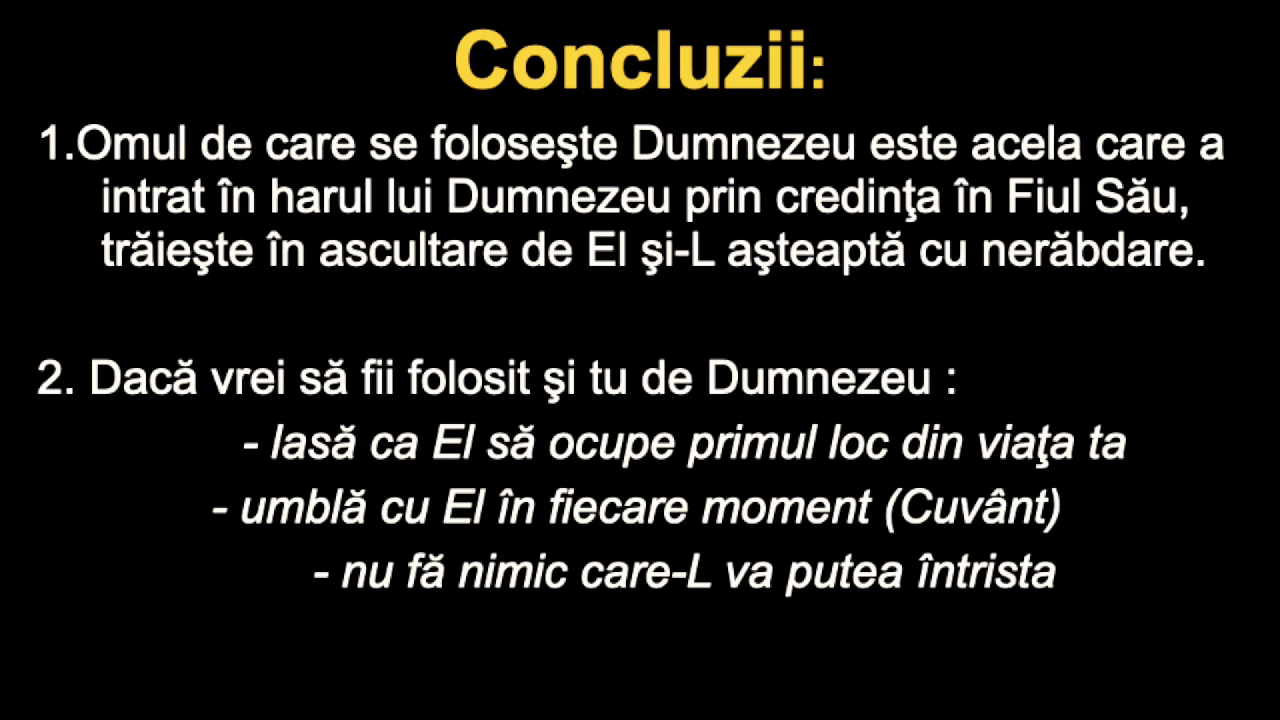 Concluzii:
1.Omul de care se foloseşte Dumnezeu este acela care a
intrat în harul lui Dumnezeu prin credinţa în Fiul Său,
trăieşte în ascultare de El şi-L aşteaptă cu nerăbdare.
2. Dacă vrei să fii folosit şi tu de Dumnezeu :
- lasă ca El să ocupe primul loc din viaţa ta
- umblă cu El în fiecare moment (Cuvânt)
- nu fă nimic care-L va putea întrista